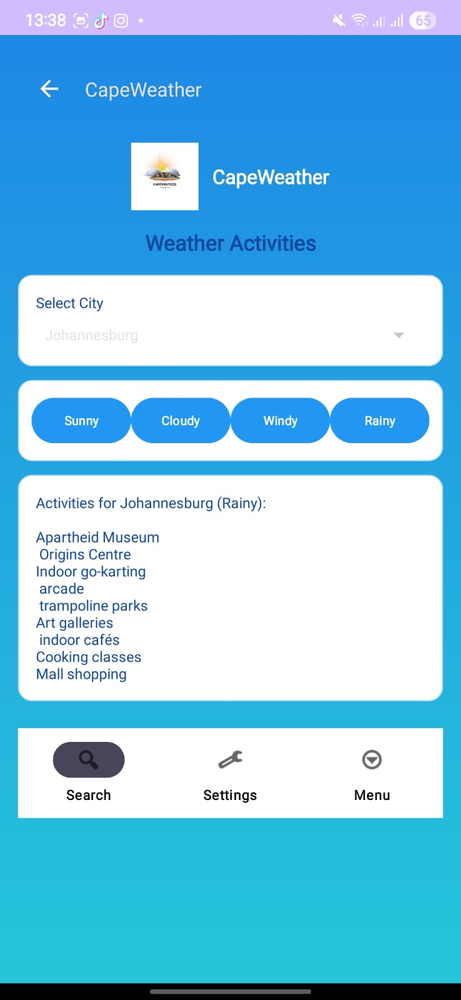 13:38
65
CapeWeather
CAPEWEATHER
CapeWeather
Weather Activities
Select City
Johannesburg
Sunny
Cloudy
Windy
Rainy
Activities for Johannesburg (Rainy):
Apartheid Museum
Origins Centre
Indoor go-karting
arcade
trampoline parks
Art galleries
indoor cafés
Cooking classes
Mall shopping
Search
Settings
Menu